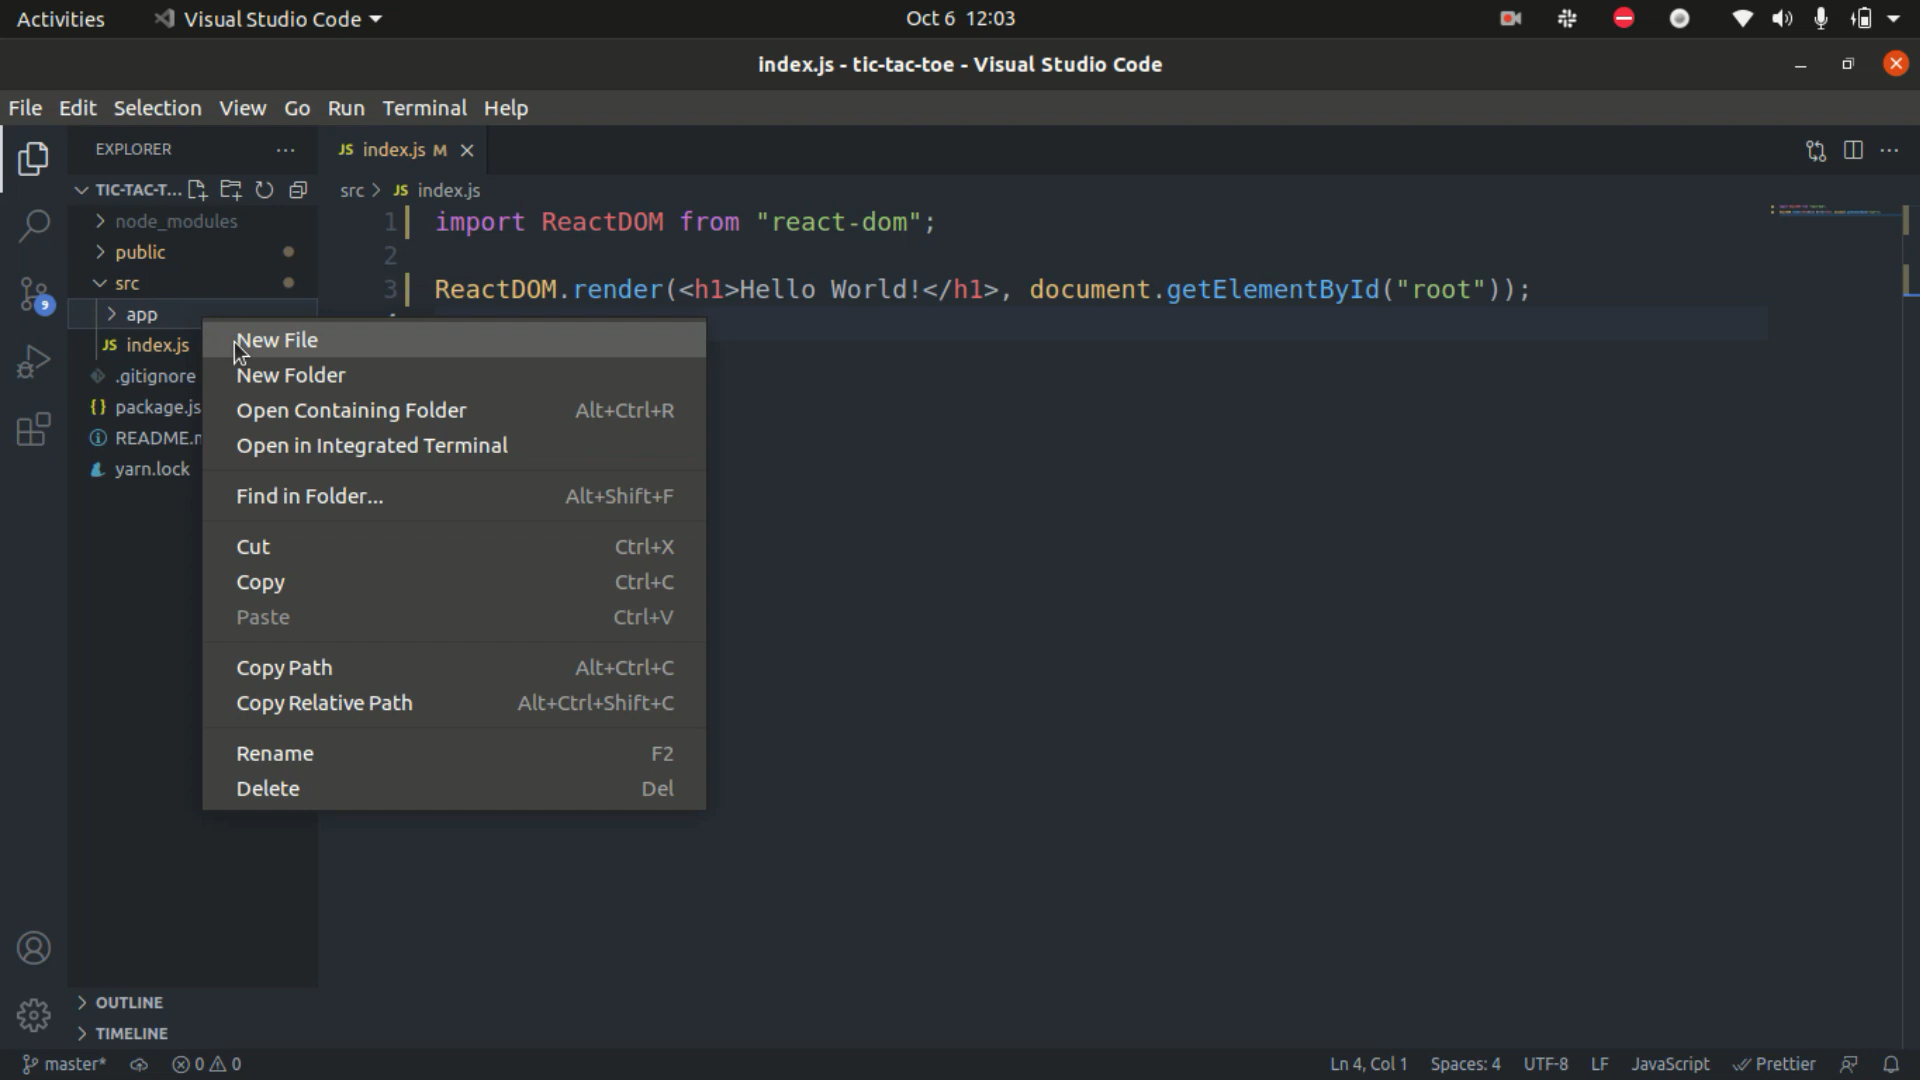 Activities Visual Studio Code Oct 6 12:03
index.js - tic-tac-toe - Visual Studio Code
File Edit Selection View Go Run Terminal Help
EXPLORER ...
JS index.js M
TIC-TAC-T...
src > JS index.js
node_modules
public
src
app
JS index.js
.gitignore
{} package.js
README.m
yarn.lock
1 import ReactDOM from "react-dom";
2
3 ReactDOM.render(<h1>Hello World!</h1>, document.getElementById("root"));
New File
New Folder
Open Containing Folder Alt+Ctrl+R
Open in Integrated Terminal
Find in Folder... Alt+Shift+F
Cut Ctrl+X
Copy Ctrl+C
Paste Ctrl+V
Copy Path Alt+Ctrl+C
Copy Relative Path Alt+Ctrl+Shift+C
Rename F2
Delete Del
9
OUTLINE
TIMELINE
master* 0 0 Ln 4, Col 1 Spaces: 4 UTF-8 LF JavaScript Prettier